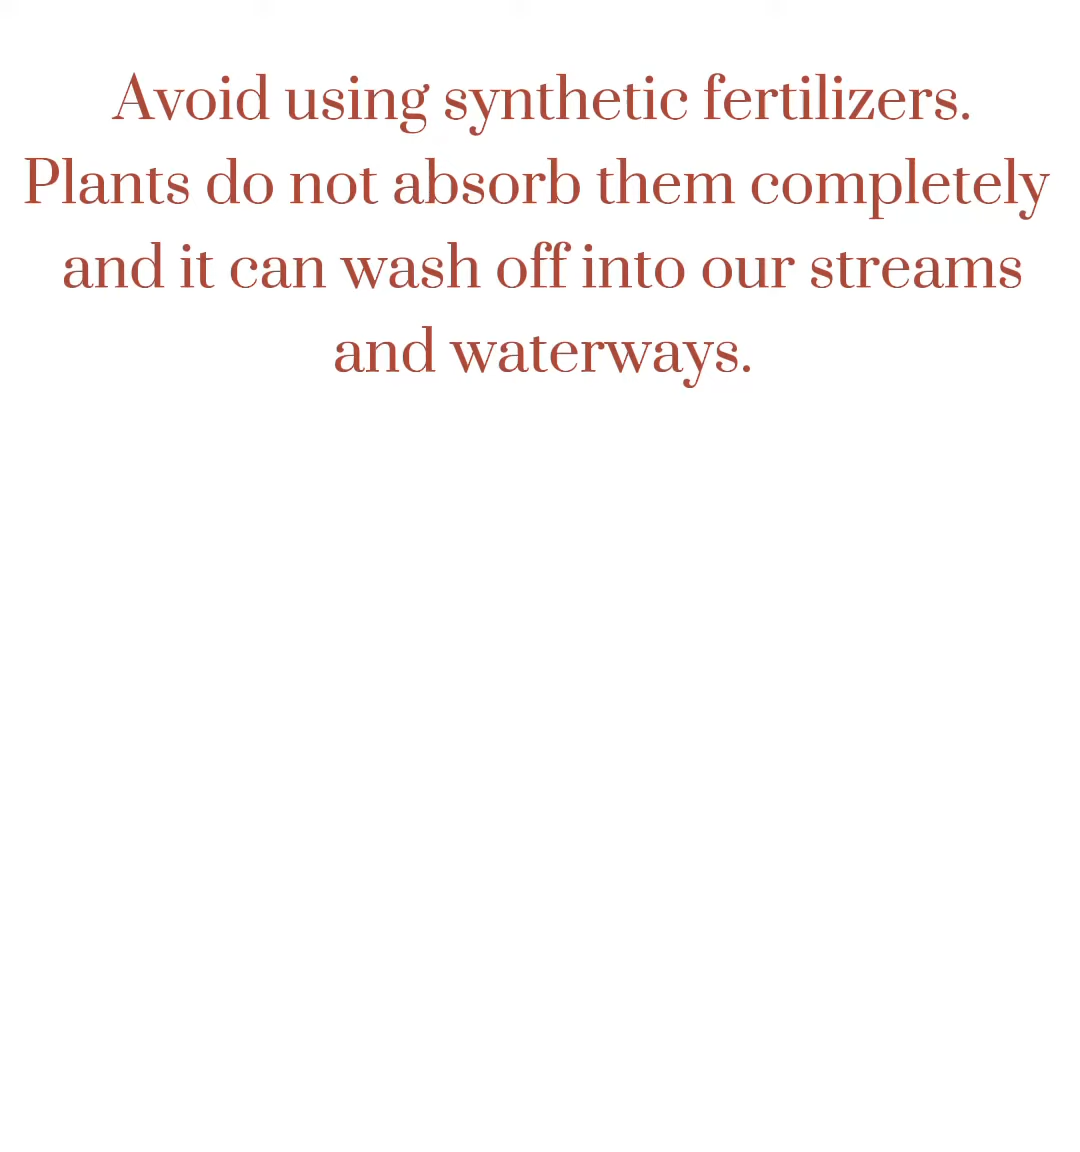 Avoid using synthetic fertilizers.
Plants do not absorb them completely
and it can wash off into our streams
and waterways.